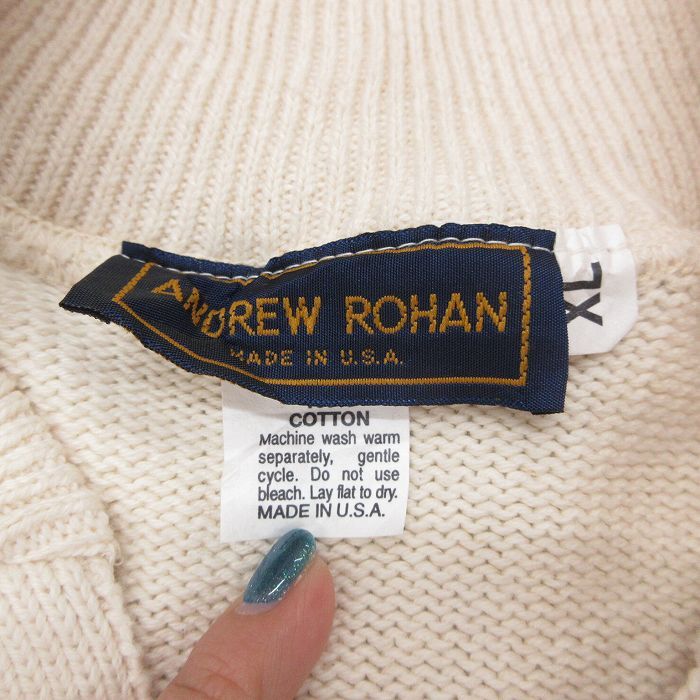 ANDREW ROHAN
MADE IN U.S.A.
XL
COTTON
Machine wash warm
separately, gentle
cycle. Do not use
bleach. Lay flat to dry.
MADE IN U.S.A.